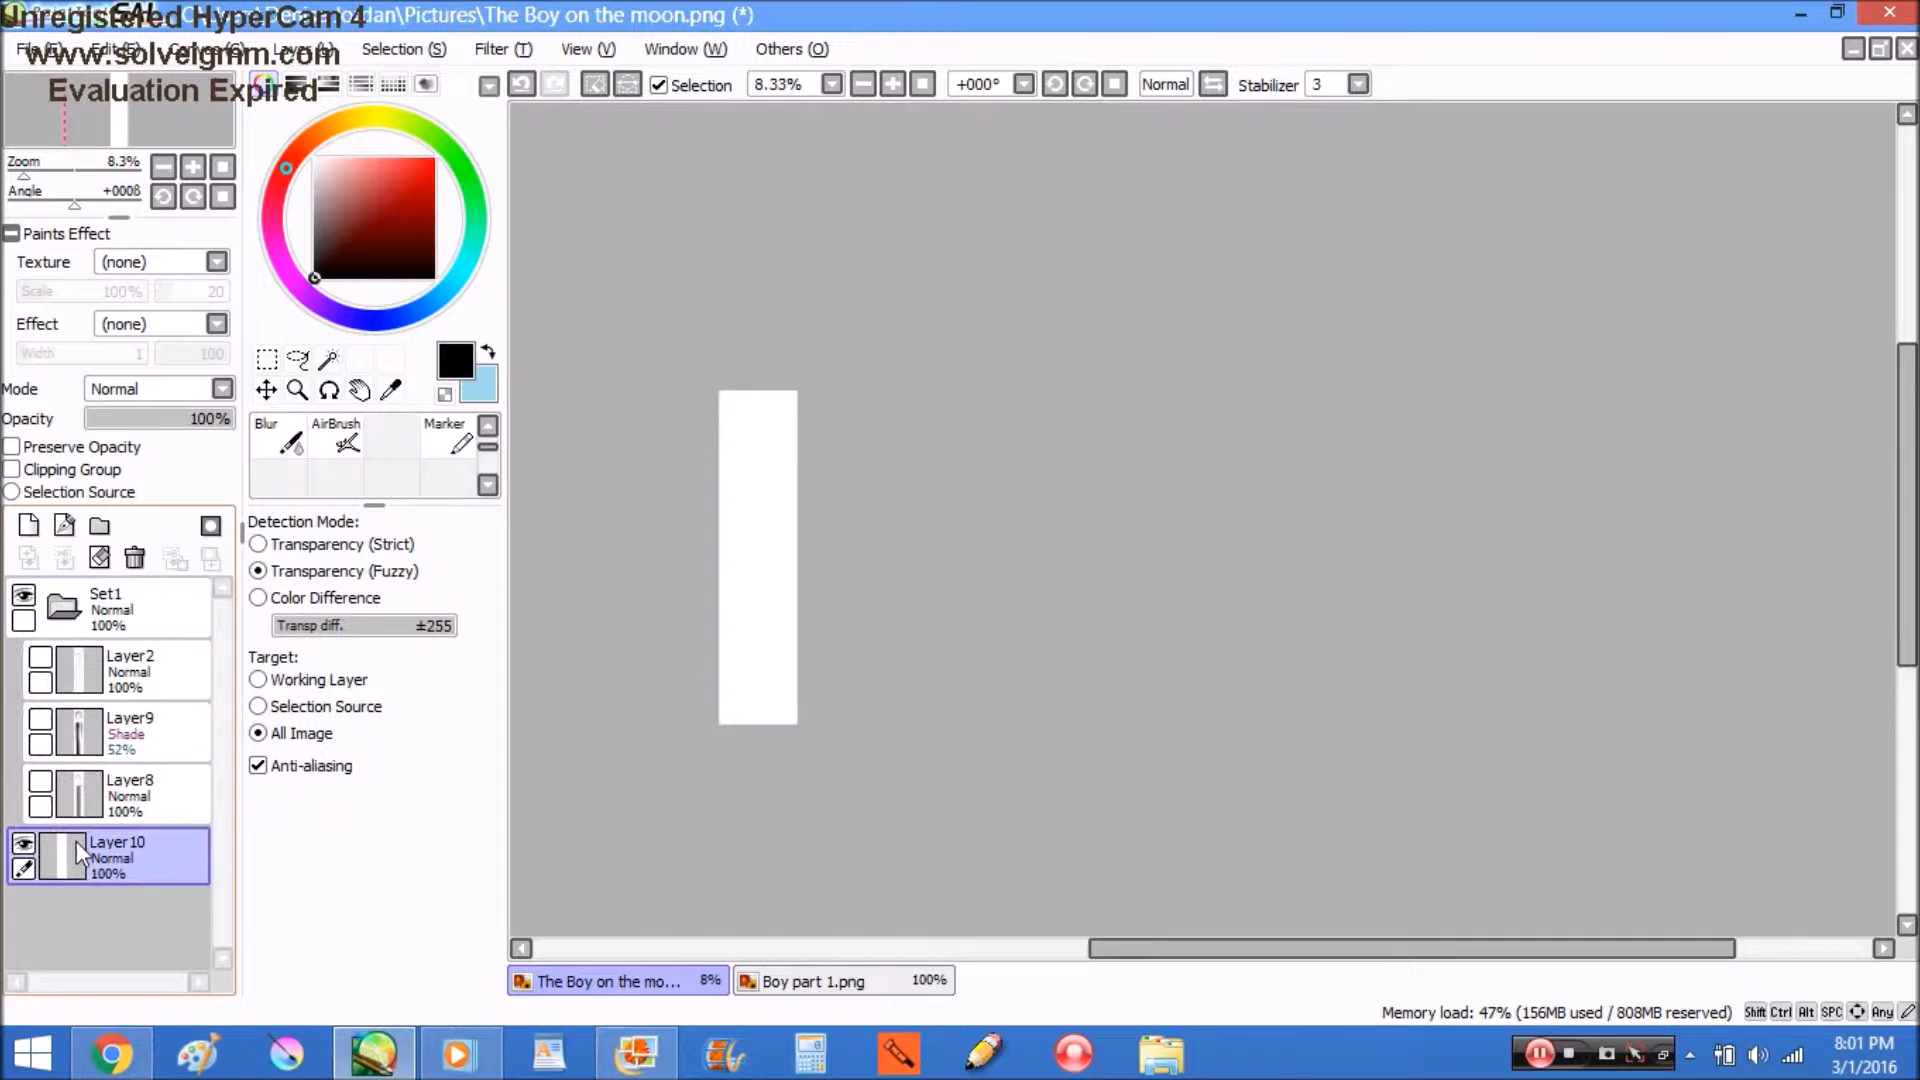 Unregistered HyperCam 4
\Pictures\The Boy on the moon.png (*)
www.solveigmm.com
Selection (S) Filter (T) View (V) Window (W) Others (O)
Evaluation Expired
Selection 8.33% +000° Normal Stabilizer 3
Zoom 8.3%
Angle +000ß
Paints Effect
Texture (none)
Scale 100% 20
Effect (none)
Width 1 100
Mode Normal
Opacity 100%
Preserve Opacity
Clipping Group
Selection Source
Blur AirBrush Marker
Detection Mode:
Transparency (Strict)
Transparency (Fuzzy)
Color Difference
Transp diff. ±255
Target:
Working Layer
Selection Source
All Image
Anti-aliasing
Set1
Normal
100%
Layer2
Normal
100%
Layer9
Shade
52%
Layer8
Normal
100%
Layer10
Normal
100%
The Boy on the mo... 8% Boy part 1.png 100%
Memory load: 47% (156MB used / 808MB reserved) Shift Ctrl Alt SPC Any
8:01 PM
3/1/2016